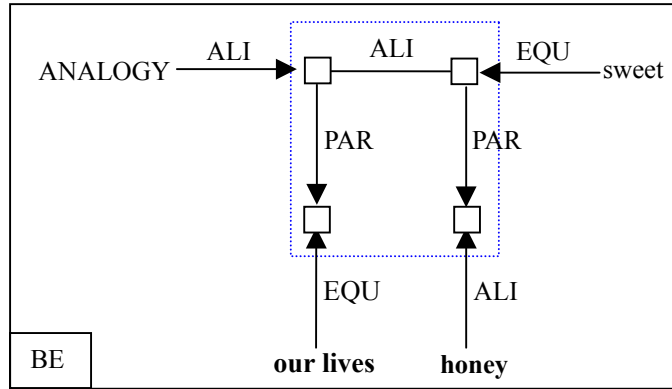 ALI ALI EQU
ANALOGY sweet
PAR PAR
EQU ALI
BE our lives honey